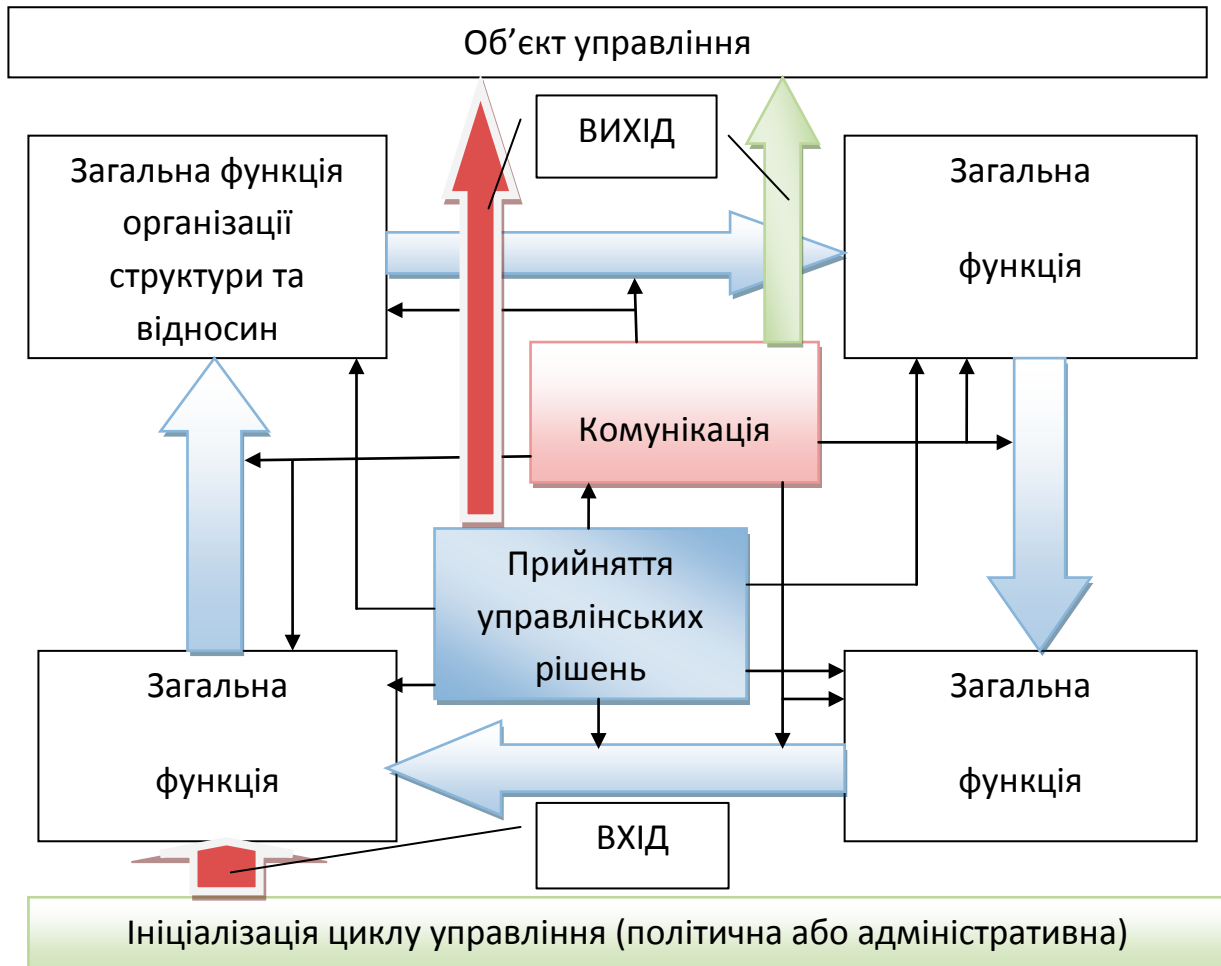 Об’єкт управління
ВИХІД
Загальна функція
організації
структури та
відносин
Загальна
функція
Комунікація
Прийняття
управлінських
рішень
Загальна
функція
Загальна
функція
ВХІД
Ініціалізація циклу управління (політична або адміністративна)